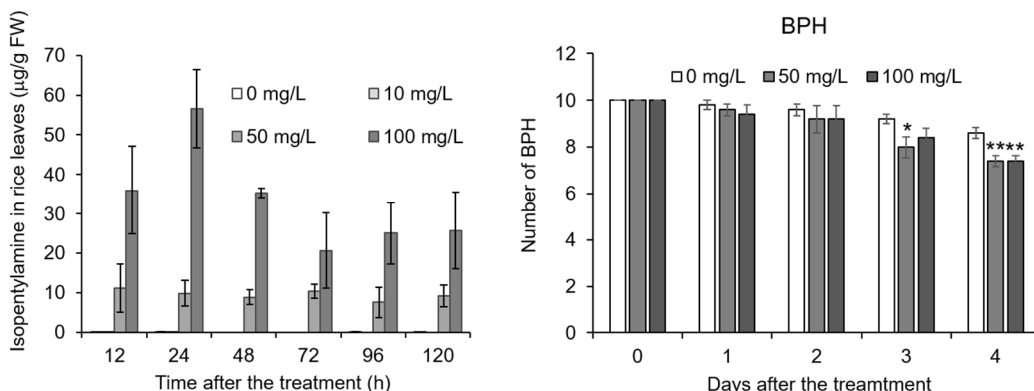 Isopentylamine in rice leaves (µg/g FW)
70
60
50
40
30
20
10
0
0 mg/L
10 mg/L
50 mg/L
100 mg/L
12
24
48
72
96
120
Time after the treatment (h)
BPH
Number of BPH
12
10
8
6
4
2
0
0 mg/L
50 mg/L
100 mg/L
*
****
0
1
2
3
4
Days after the treamtment